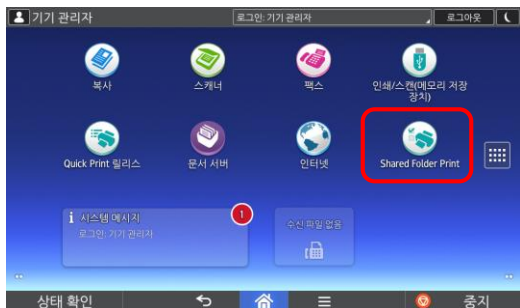 기기 관리자
로그인: 기기 관리자
로그아웃
복사
스캐너
팩스
인쇄/스캔(메모리 저장
장치)
Quick Print 릴리스
문서 서버
인터넷
Shared Folder Print
시스템 메시지
1
로그인: 기기 관리자
수신 파일 없음
상태 확인
중지